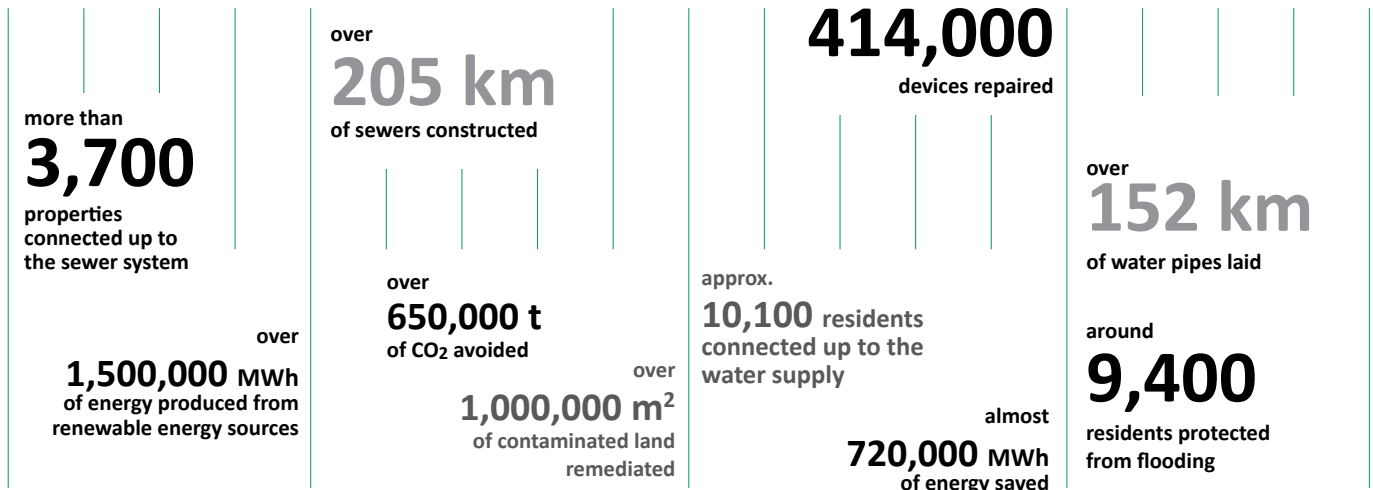 more than
3,700
properties
connected up to
the sewer system
over
1,500,000 MWh
of energy produced from
renewable energy sources
over
205 km
of sewers constructed
over
650,000 t
of CO2 avoided
over
1,000,000 m²
of contaminated land
remediated
414,000
devices repaired
approx.
10,100 residents
connected up to the
water supply
almost
720,000 MWh
of energy saved
over
152 km
of water pipes laid
around
9,400
residents protected
from flooding